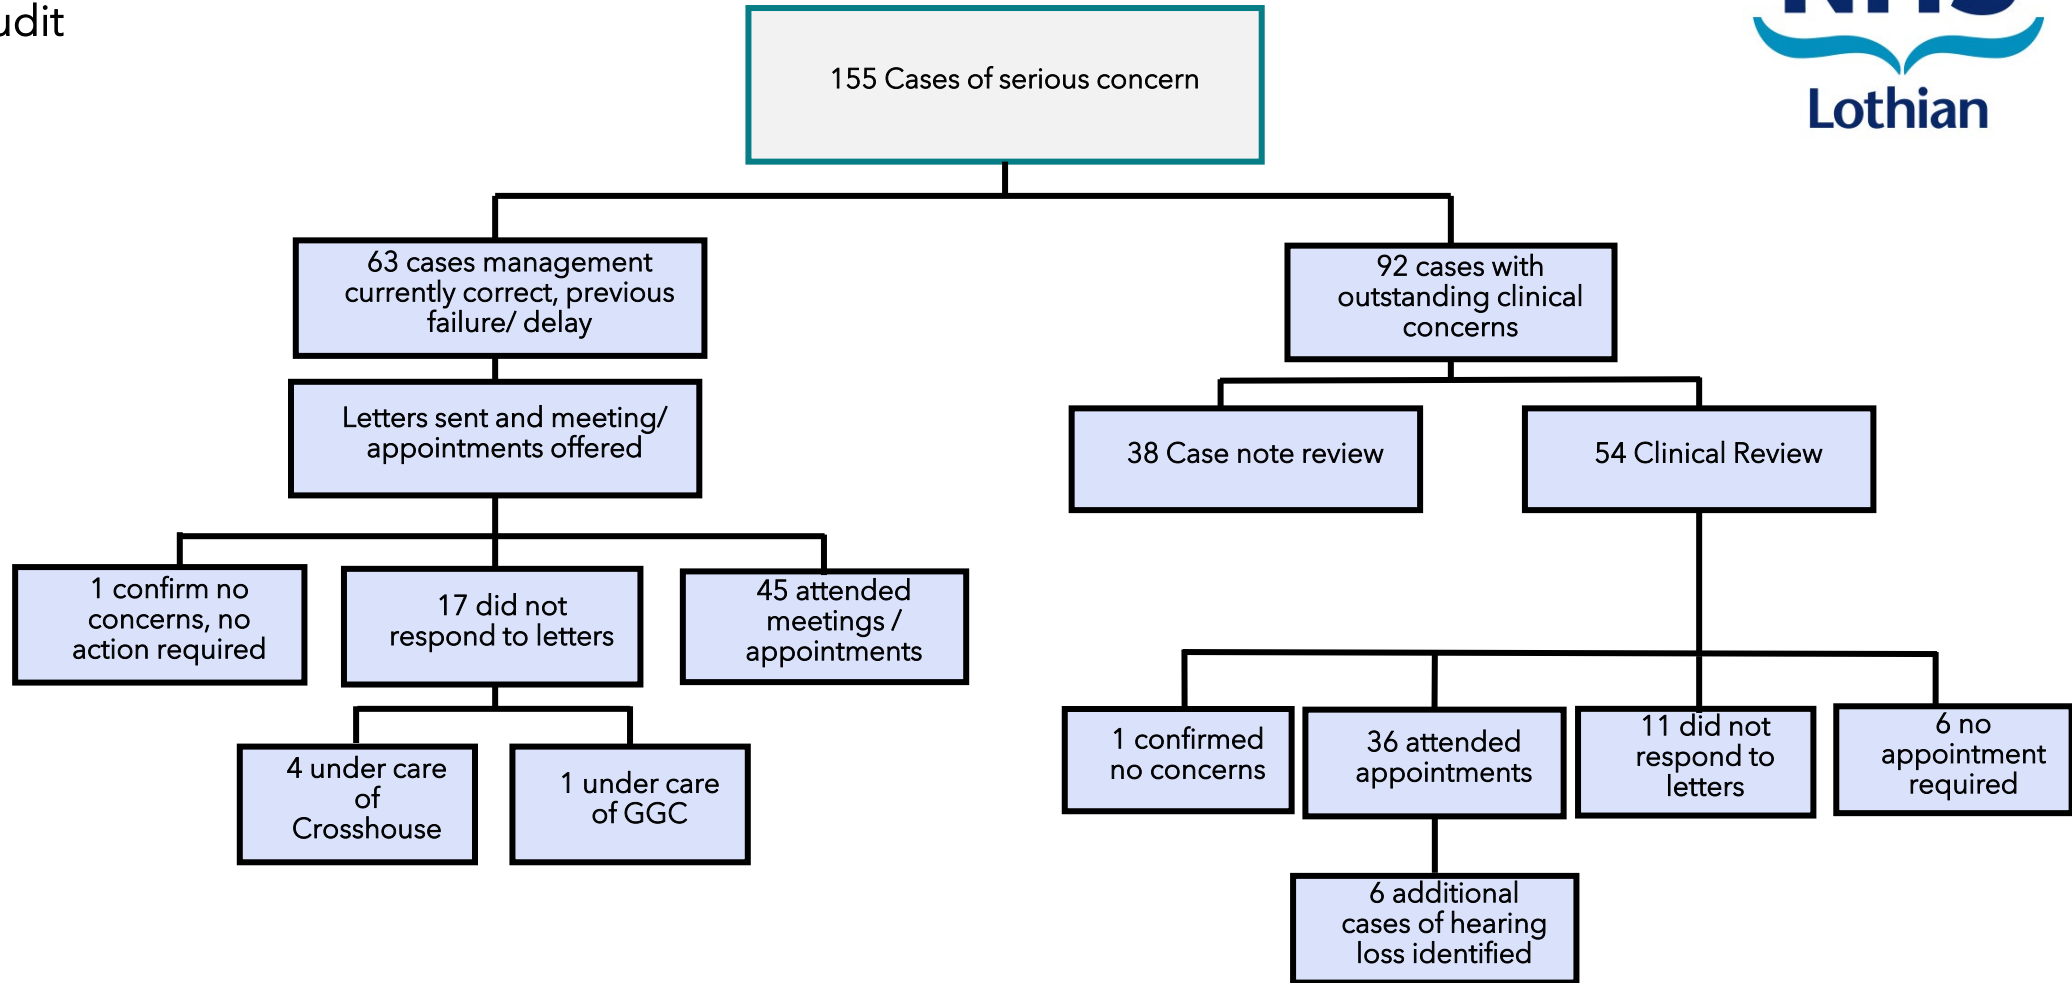 udit
NHS
Lothian
155 Cases of serious concern
63 cases management
currently correct, previous
failure/ delay
92 cases with
outstanding clinical
concerns
Letters sent and meeting/
appointments offered
38 Case note review
54 Clinical Review
1 confirm no
concerns, no
action required
17 did not
respond to letters
45 attended
meetings /
appointments
4 under care
of
Crosshouse
1 under care
of GGC
1 confirmed
no concerns
36 attended
appointments
11 did not
respond to
letters
6 no
appointment
required
6 additional
cases of hearing
loss identified